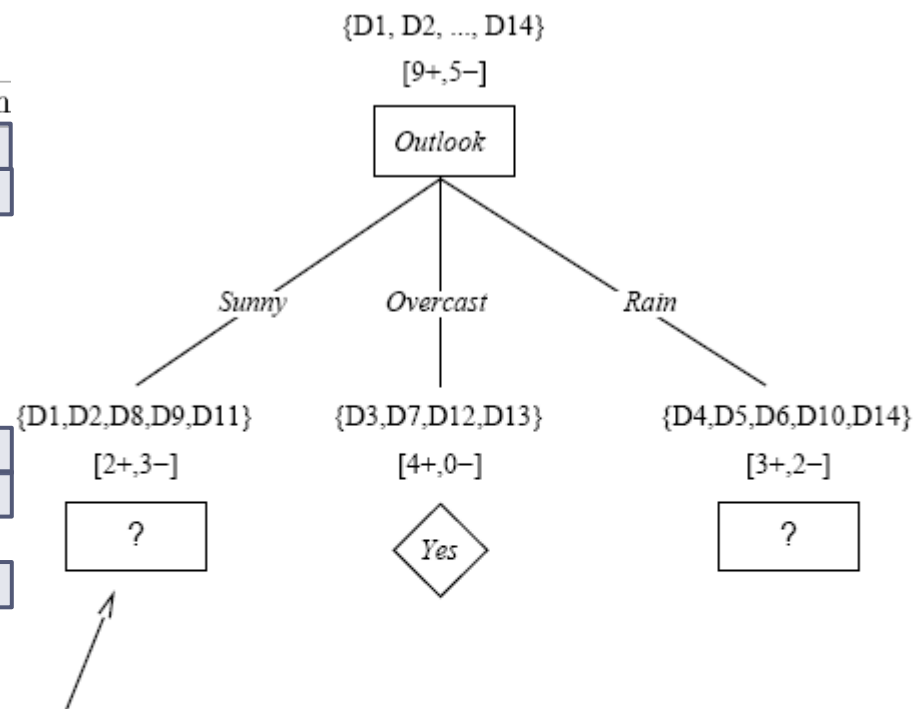 {D1, D2, ..., D14}
[9+,5−]
Outlook
Sunny Overcast Rain
{D1,D2,D8,D9,D11} {D3,D7,D12,D13} {D4,D5,D6,D10,D14}
[2+,3−] [4+,0−] [3+,2−]
? Yes ?